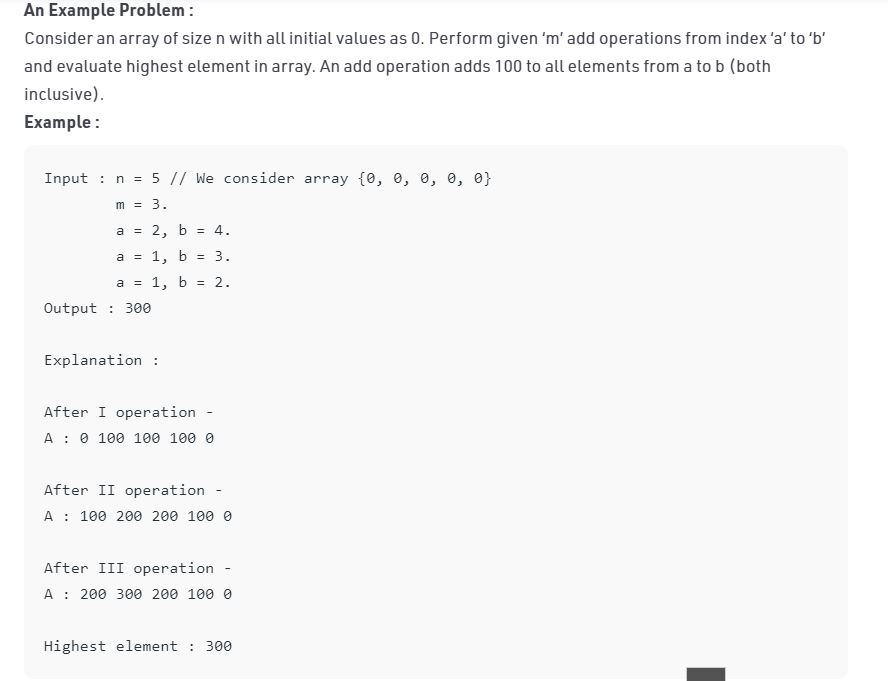 An Example Problem :
Consider an array of size n with all initial values as 0. Perform given ‘m’ add operations from index ‘a’ to ‘b’
and evaluate highest element in array. An add operation adds 100 to all elements from a to b (both
inclusive).
Example :
Input : n = 5 // We consider array {0, 0, 0, 0, 0}
m = 3.
a = 2, b = 4.
a = 1, b = 3.
a = 1, b = 2.
Output : 300
Explanation :
After I operation -
A : 0 100 100 100 0
After II operation -
A : 100 200 200 100 0
After III operation -
A : 200 300 200 100 0
Highest element : 300